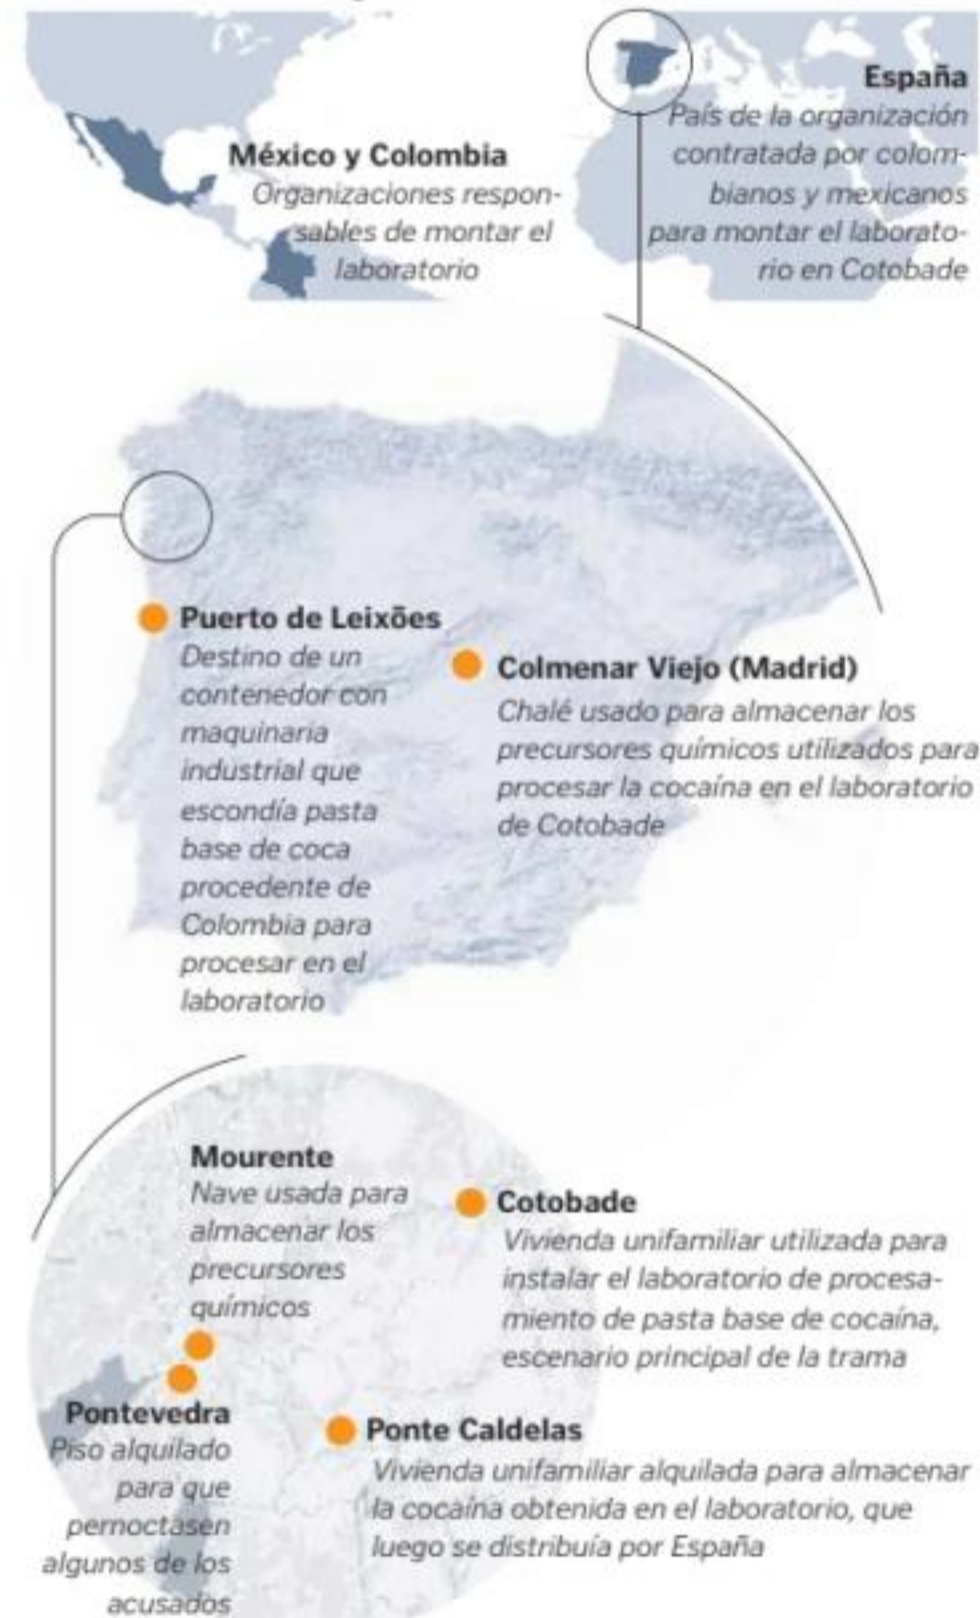 México y Colombia
Organizaciones respon-
sables de montar el
laboratorio
España
País de la organización
contratada por colom-
bianos y mexicanos
para montar el laborato-
rio en Cotobade
Puerto de Leixões
Destino de un
contenedor con
maquinaria
industrial que
escondía pasta
base de coca
procedente de
Colombia para
procesar en el
laboratorio
Colmenar Viejo (Madrid)
Chalé usado para almacenar los
precursores químicos utilizados para
procesar la cocaína en el laboratorio
de Cotobade
Mourente
Nave usada para
almacenar los
precursores
químicos
Cotobade
Vivienda unifamiliar utilizada para
instalar el laboratorio de procesa-
miento de pasta base de cocaína,
escenario principal de la trama
Pontevedra
Piso alquilado
para que
pernoctasen
algunos de los
acusados
Ponte Caldelas
Vivienda unifamiliar alquilada para almacenar
la cocaína obtenida en el laboratorio, que
luego se distribuía por España